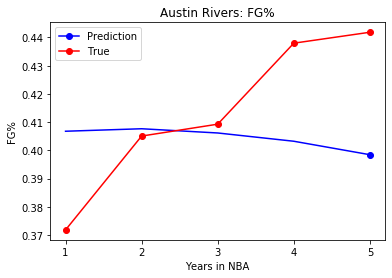 Austin Rivers: FG%
Prediction
True
0.44
0.43
0.42
0.41
0.40
0.39
0.38
0.37
FG%
1 2 3 4 5
Years in NBA